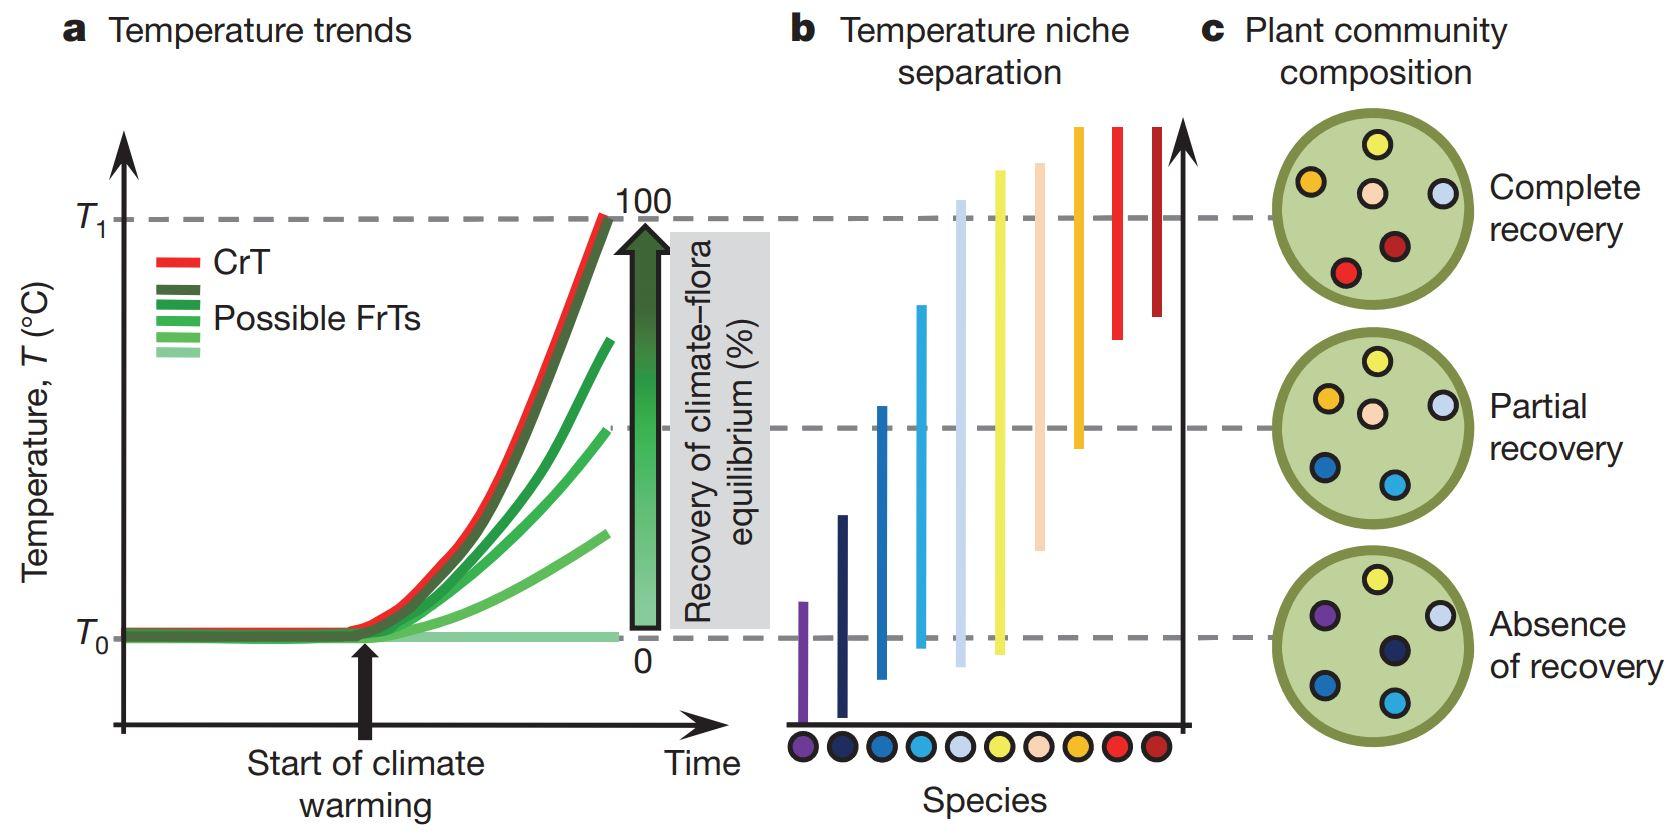 a Temperature trends
T1
T0
Temperature, T (°C)
CrT
Possible FrTs
100
0
Recovery of climate–flora
equilibrium (%)
Start of climate
warming
Time
b Temperature niche
separation
Species
c Plant community
composition
Complete
recovery
Partial
recovery
Absence
of recovery